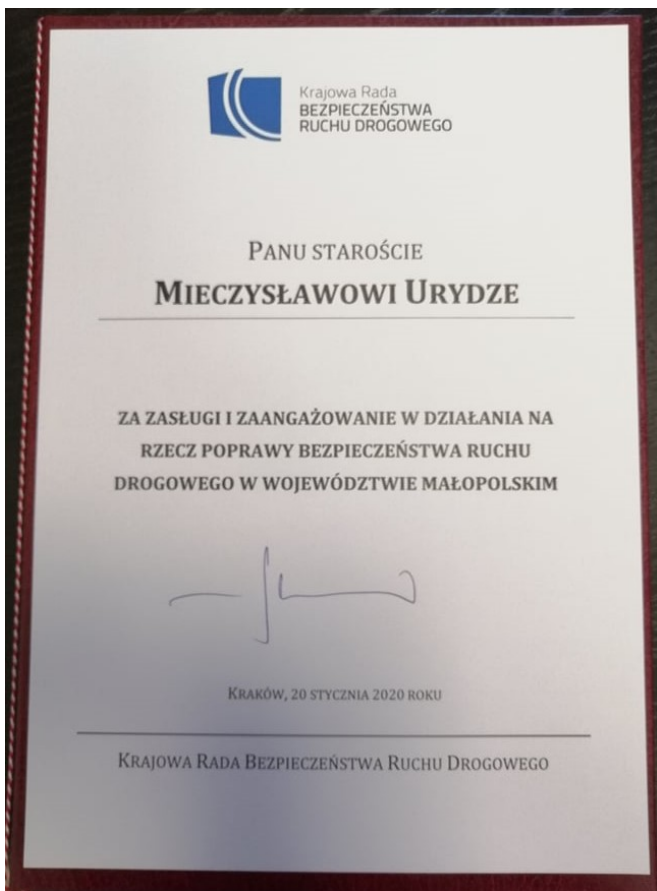 Krajowa Rada
BEZPIECZEŃSTWA
RUCHU DROGOWEGO
PANU STAROŚCIE
MIECZYSŁAWOWI URYDZE
ZA ZASŁUGI I ZAANGAŻOWANIE W DZIAŁANIA NA
RZECZ POPRAWY BEZPIECZEŃSTWA RUCHU
DROGOWEGO W WOJEWÓDZTWIE MAŁOPOLSKIM
KRAKÓW, 20 STYCZNIA 2020 ROKU
KRAJOWA RADA BEZPIECZEŃSTWA RUCHU DROGOWEGO